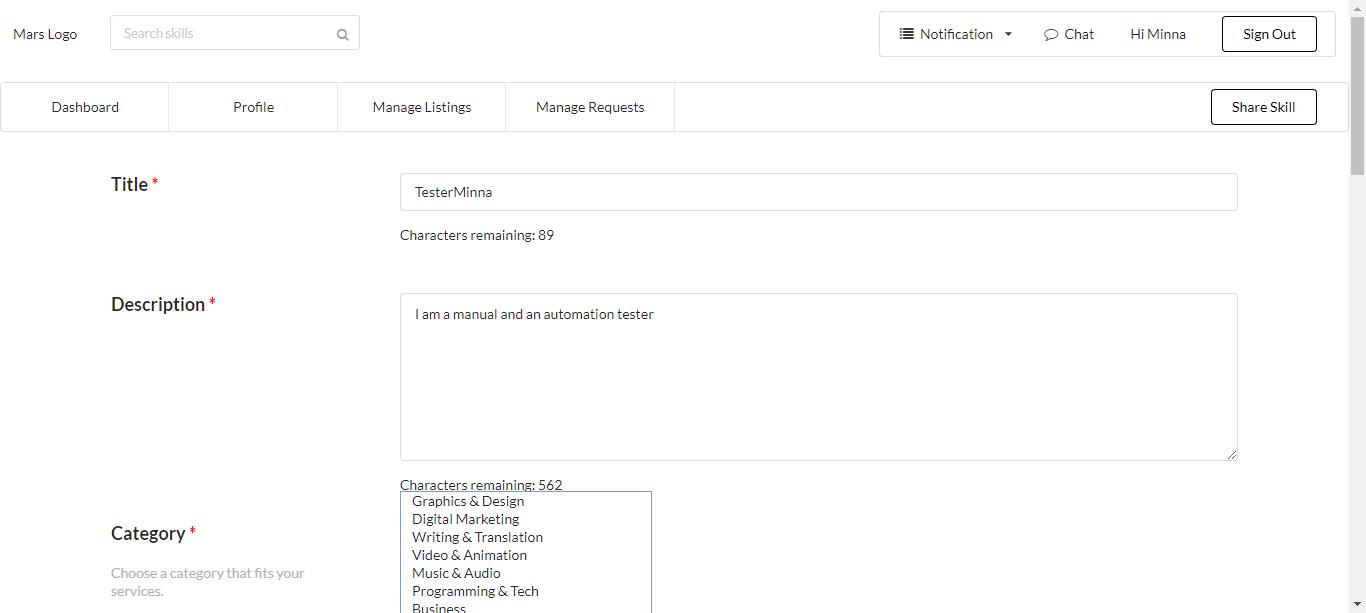 Mars Logo
Search skills
Notification
Chat
Hi Minna
Sign Out
Dashboard
Profile
Manage Listings
Manage Requests
Share Skill
Title *
TesterMinna
Characters remaining: 89
Description *
I am a manual and an automation tester
Characters remaining: 562
Category *
Choose a category that fits your
services.
Graphics & Design
Digital Marketing
Writing & Translation
Video & Animation
Music & Audio
Programming & Tech
Business